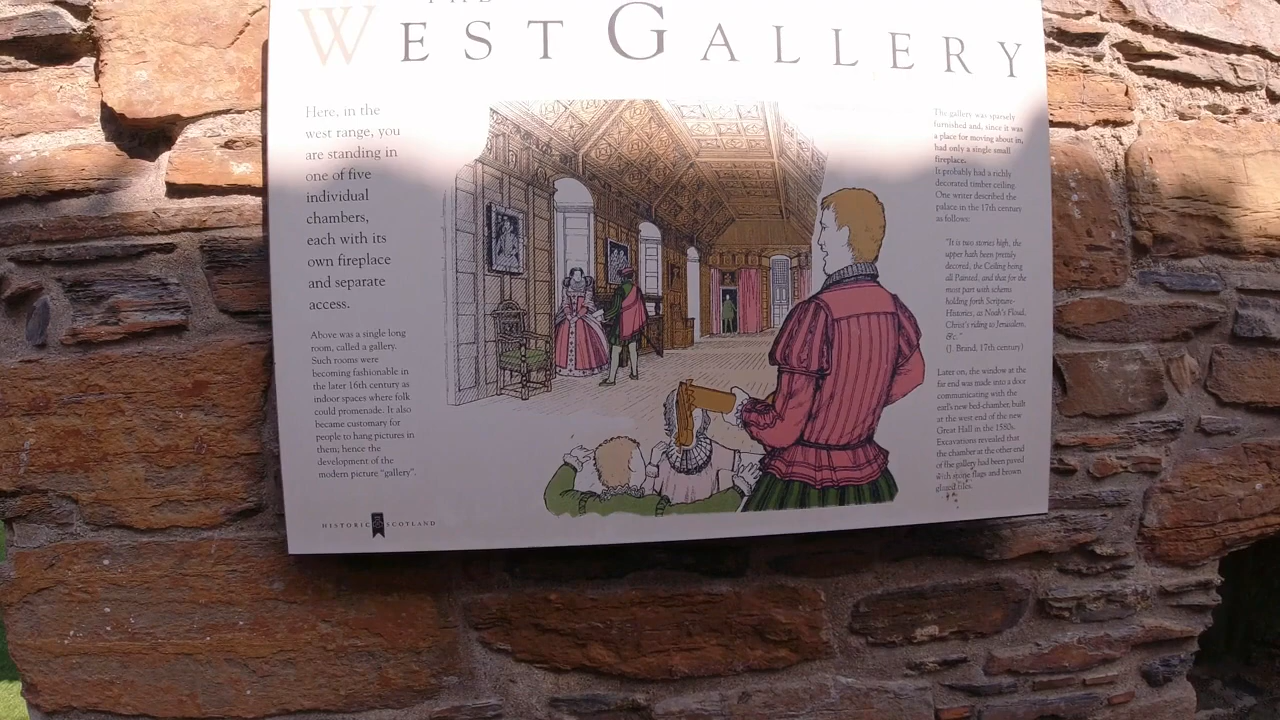 THE
WEST GALLERY
Here, in the
west range, you
are standing in
one of five
individual
chambers,
each with its
own fireplace
and separate
access.
Above was a single long
room, called a gallery.
Such rooms were
becoming fashionable in
the later 16th century as
indoor spaces where folk
could promenade. It also
became customary for
people to hang pictures in
them; hence the
development of the
modern picture "gallery".
HISTORIC SCOTLAND
The gallery was sparsely
furnished and, since it was
a place for moving about in,
had only a single small
fireplace.
It probably had a richly
decorated timber ceiling.
One writer described the
palace in the 17th century
as follows:
"It is two stories high, the
upper hath been prettily
decored, the Ceiling being
all Painted, and that for the
most part with schems
holding forth Scripture-
Histories, as Noah's Floud,
Christ's riding to Jerusalem,
&c."
(J. Brand, 17th century)
Later on, the window at the
far end was made into a door
communicating with the
earl's new bed-chamber, built
at the west end of the new
Great Hall in the 1580s.
Excavations revealed that
the chamber at the other end
of the gallery had been paved
with stone flags and brown
glazed tiles.